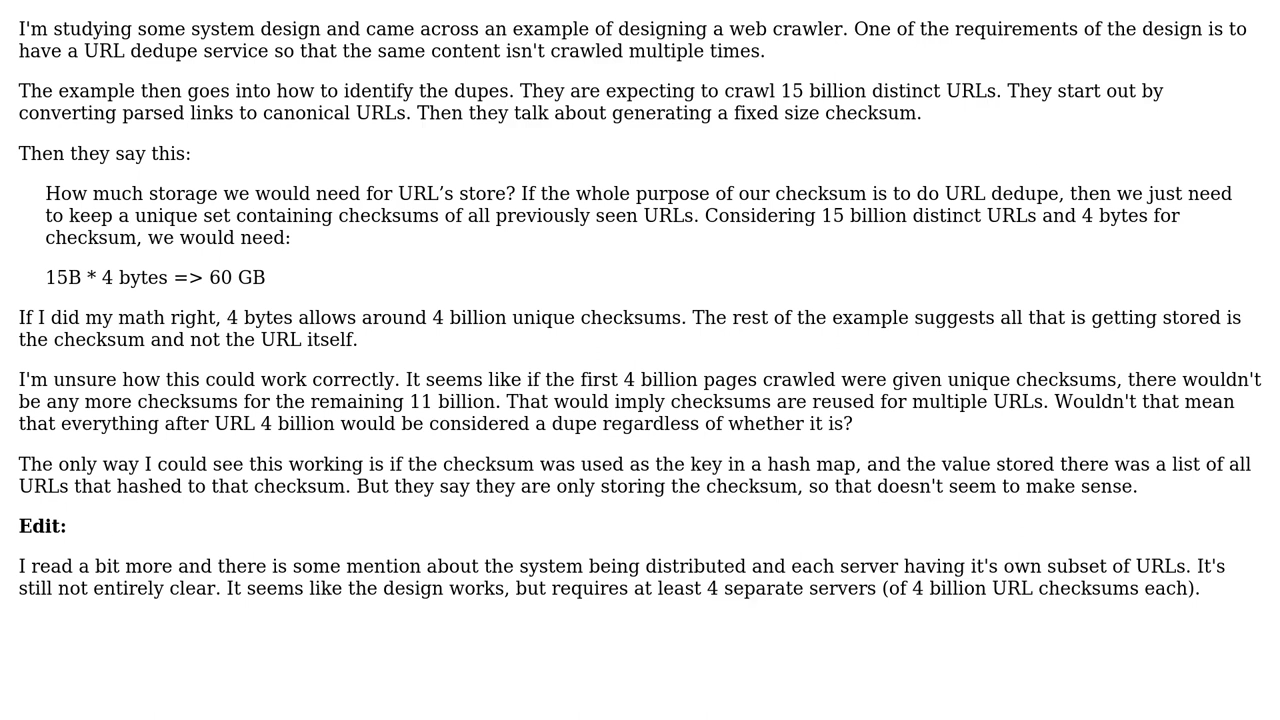 I'm studying some system design and came across an example of designing a web crawler. One of the requirements of the design is to
have a URL dedupe service so that the same content isn't crawled multiple times.
The example then goes into how to identify the dupes. They are expecting to crawl 15 billion distinct URLs. They start out by
converting parsed links to canonical URLs. Then they talk about generating a fixed size checksum.
Then they say this:
How much storage we would need for URL’s store? If the whole purpose of our checksum is to do URL dedupe, then we just need
to keep a unique set containing checksums of all previously seen URLs. Considering 15 billion distinct URLs and 4 bytes for
checksum, we would need:
15B * 4 bytes => 60 GB
If I did my math right, 4 bytes allows around 4 billion unique checksums. The rest of the example suggests all that is getting stored is
the checksum and not the URL itself.
I'm unsure how this could work correctly. It seems like if the first 4 billion pages crawled were given unique checksums, there wouldn't
be any more checksums for the remaining 11 billion. That would imply checksums are reused for multiple URLs. Wouldn't that mean
that everything after URL 4 billion would be considered a dupe regardless of whether it is?
The only way I could see this working is if the checksum was used as the key in a hash map, and the value stored there was a list of all
URLs that hashed to that checksum. But they say they are only storing the checksum, so that doesn't seem to make sense.
Edit:
I read a bit more and there is some mention about the system being distributed and each server having it's own subset of URLs. It's
still not entirely clear. It seems like the design works, but requires at least 4 separate servers (of 4 billion URL checksums each).